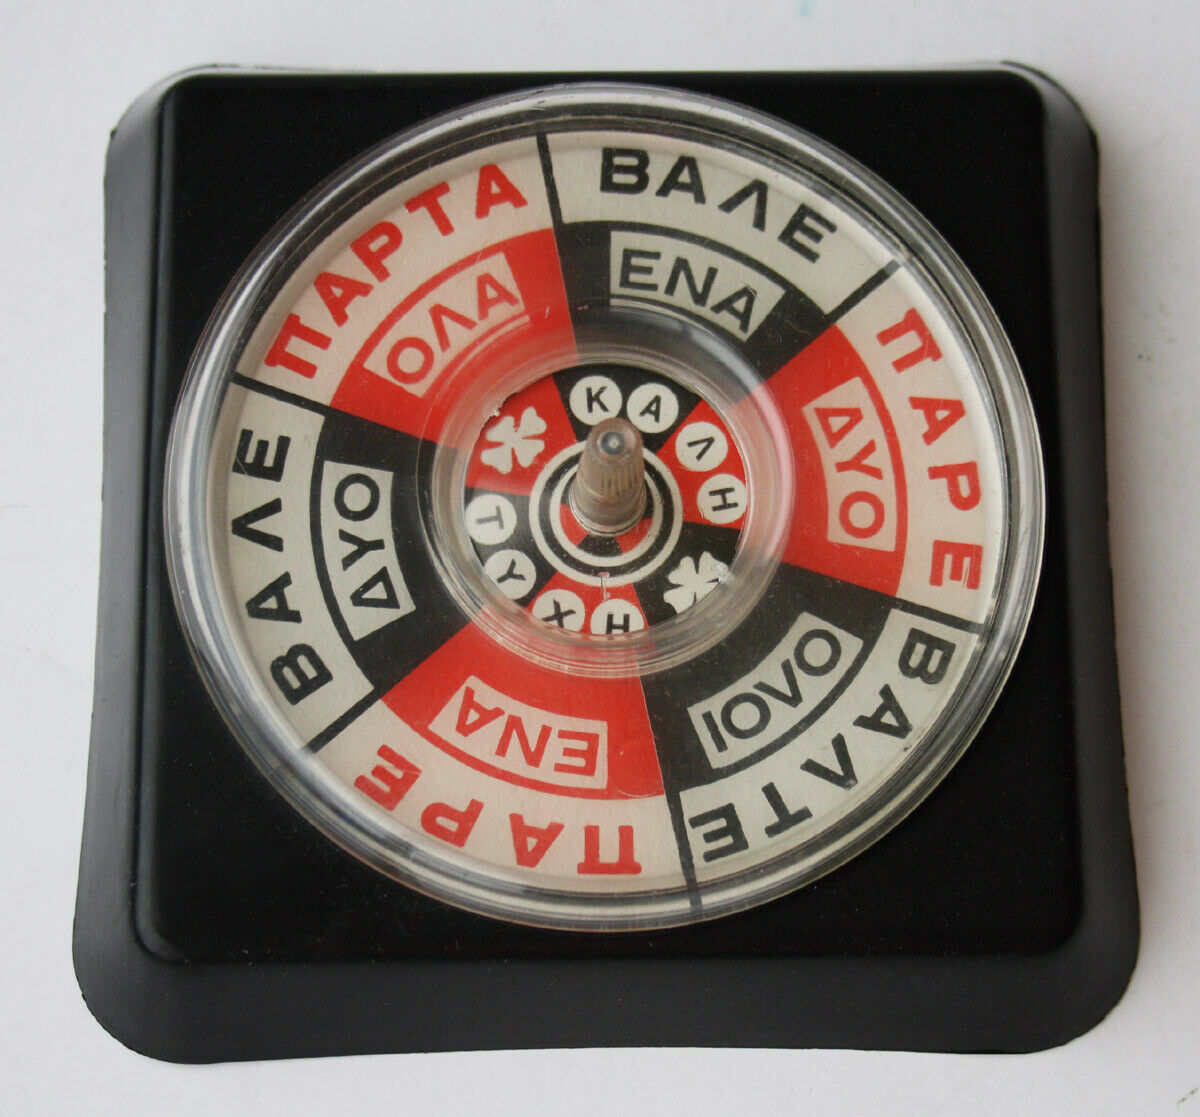 ΒΑΛΕ
ΕΝΑ
ΠΑΡΕ
ΔΥΟ
ΒΑΛΤΕ
ΟΛΟΙ
ΠΑΡΕ
ΕΝΑ
ΒΑΛΕ
ΔΥΟ
ΠΑΡΤΑ
ΟΛΑ
ΚΑΛΗ
ΤΥΧΗ